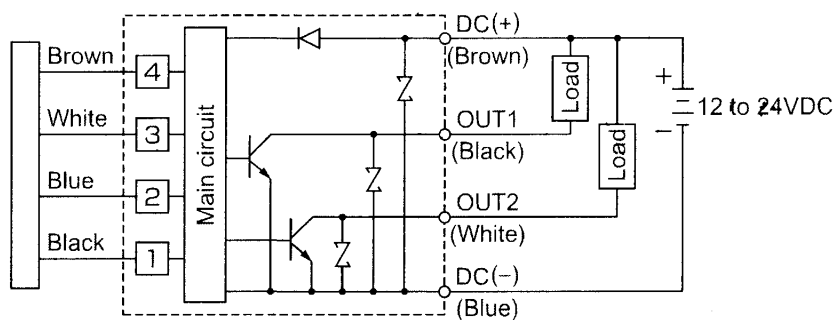 Brown
4
White
3
Blue
2
Black
1
Main circuit
DC(+)
(Brown)
OUT1
(Black)
OUT2
(White)
DC(−)
(Blue)
Load
Load
+
−
12 to 24VDC